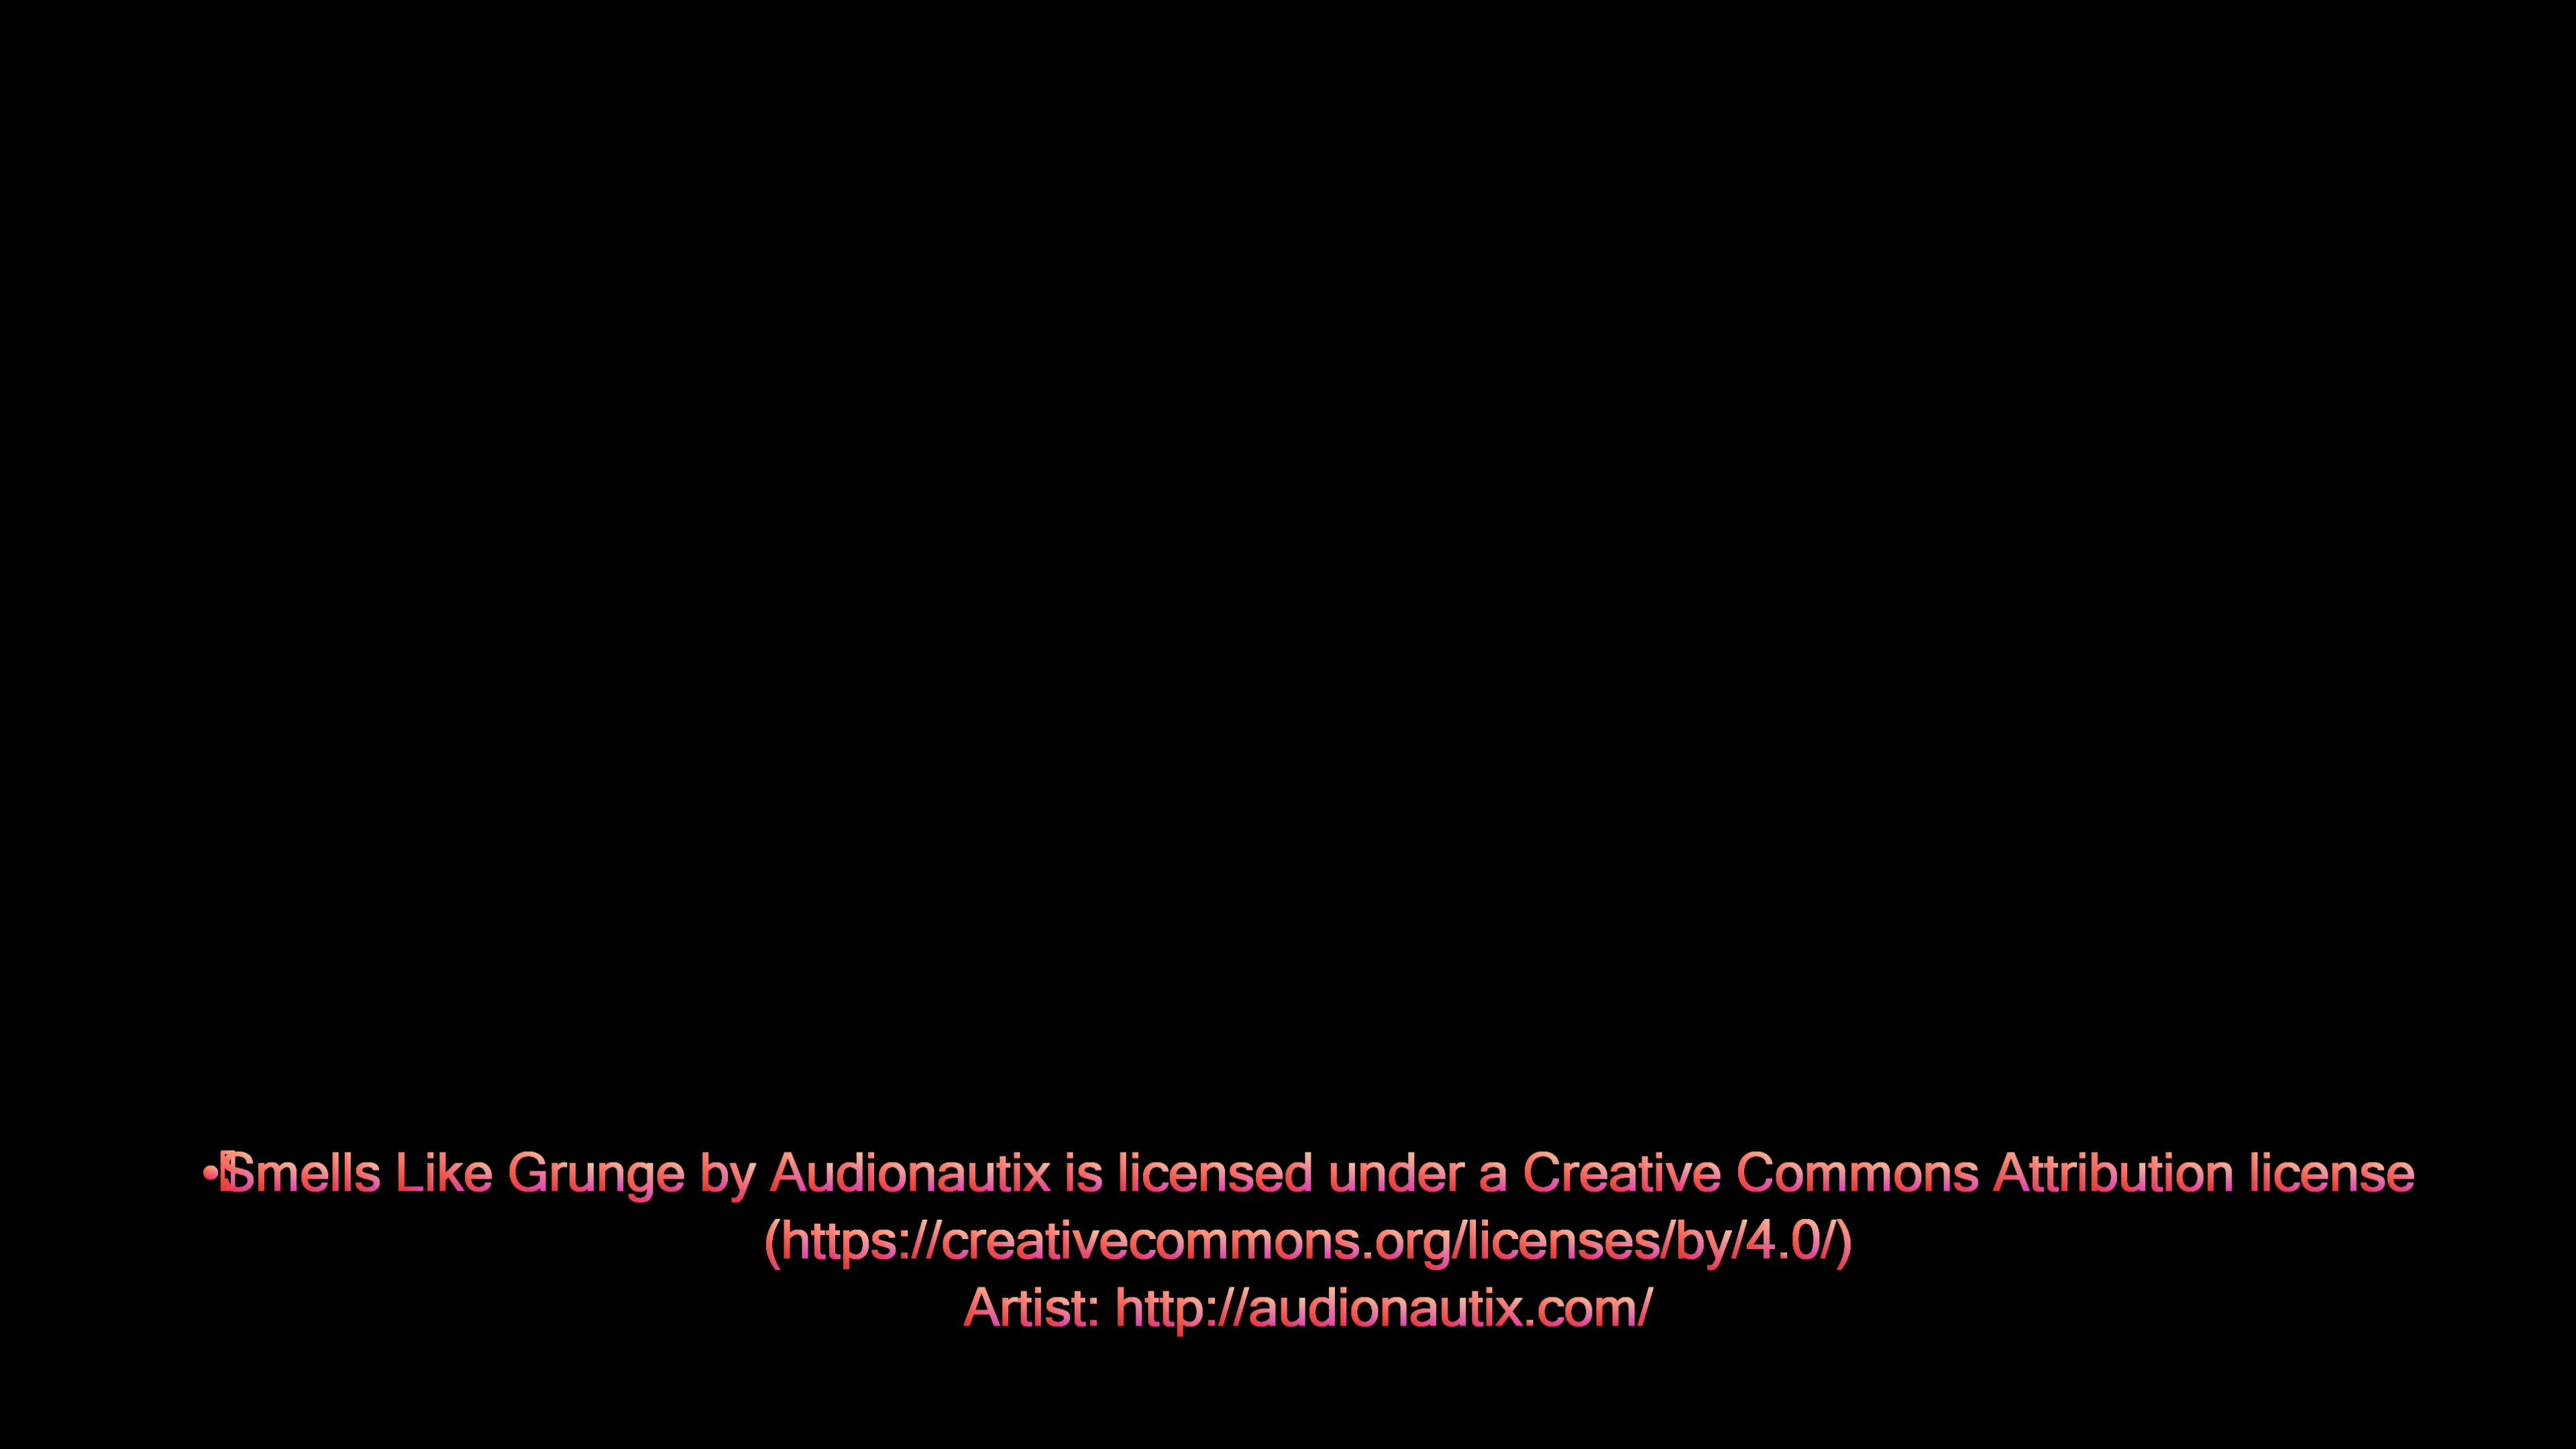 •Smells Like Grunge by Audionautix is licensed under a Creative Commons Attribution license
(https://creativecommons.org/licenses/by/4.0/)
Artist: http://audionautix.com/